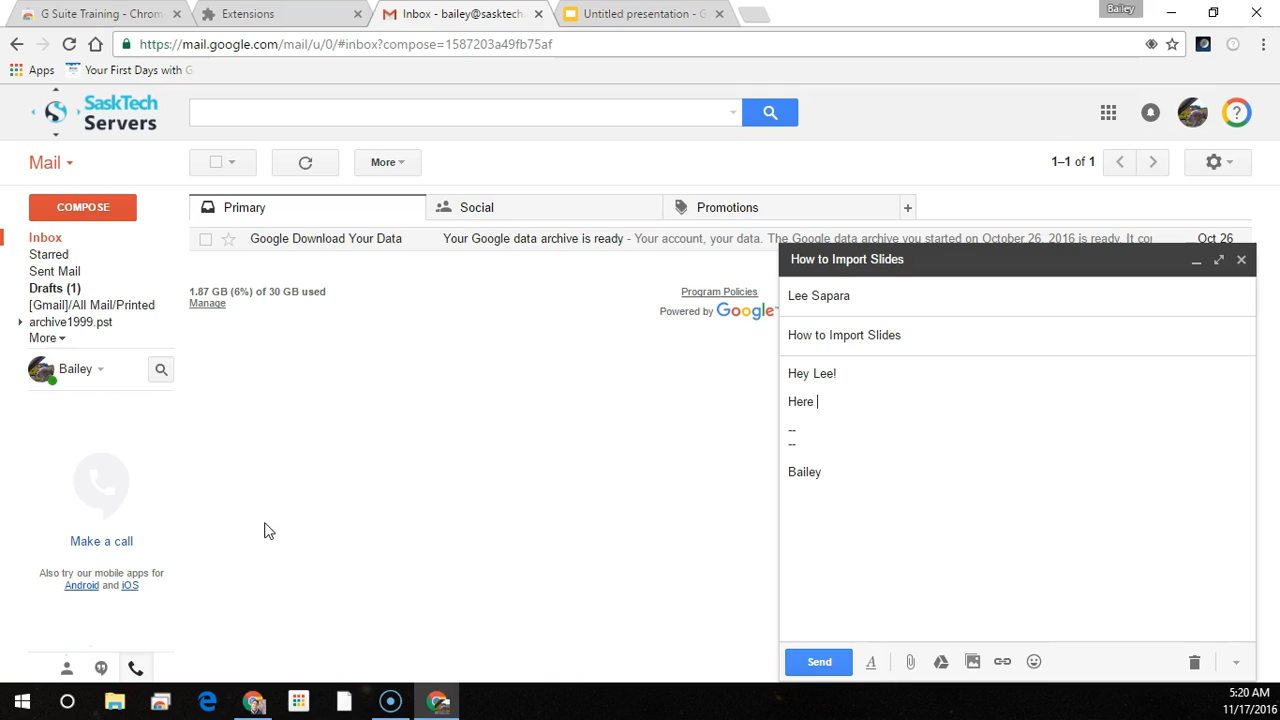 G Suite Training - Chrom
Extensions
Inbox - bailey@sasktech
Untitled presentation - G
Bailey
https://mail.google.com/mail/u/0/#inbox?compose=1587203a49fb75af
Apps
Your First Days with G
SaskTech
Servers
Mail
More
1–1 of 1
COMPOSE
Primary
Social
Promotions
+
Inbox
Starred
Sent Mail
Drafts (1)
[Gmail]/All Mail/Printed
archive1999.pst
More
Bailey
Google Download Your Data
Your Google data archive is ready - Your account, your data. The Google data archive you started on October 26, 2016 is ready. It co
Oct 26
1.87 GB (6%) of 30 GB used
Manage
Program Policies
Powered by Google™
How to Import Slides
Lee Sapara
How to Import Slides
Hey Lee!
Here
--
--
Bailey
Send
Make a call
Also try our mobile apps for
Android and iOS
5:20 AM
11/17/2016